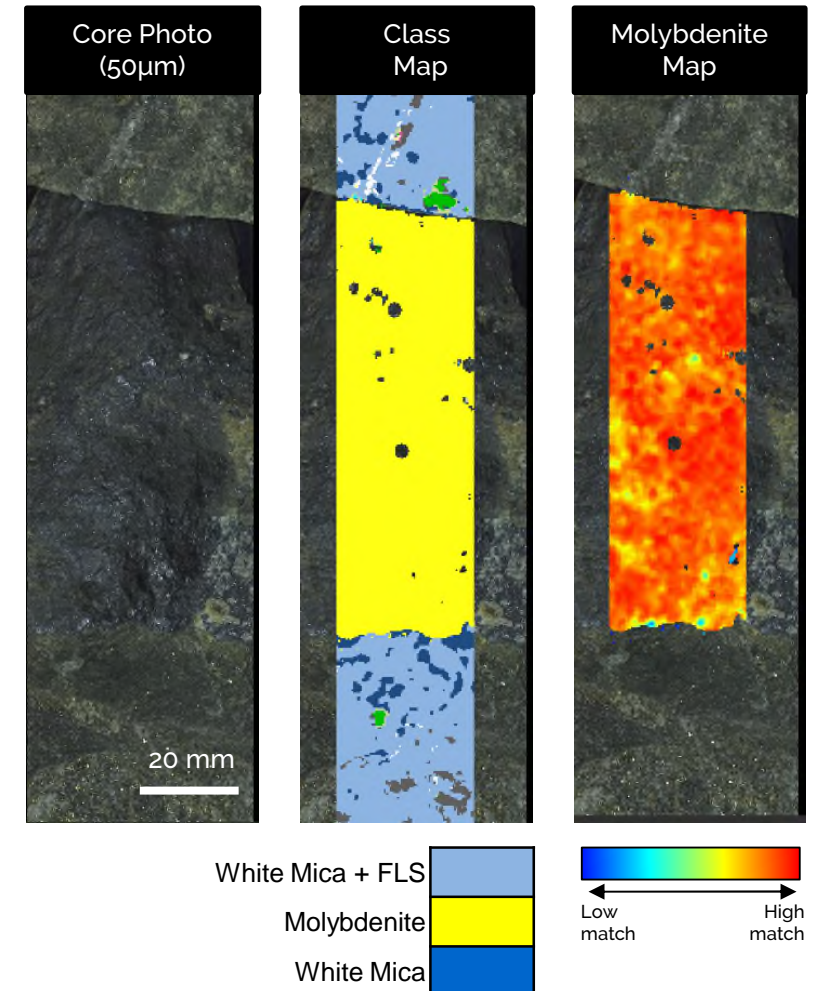 Core Photo
(50µm)
Class
Map
Molybdenite
Map
20 mm
White Mica + FLS
Molybdenite
White Mica
Low
match
High
match